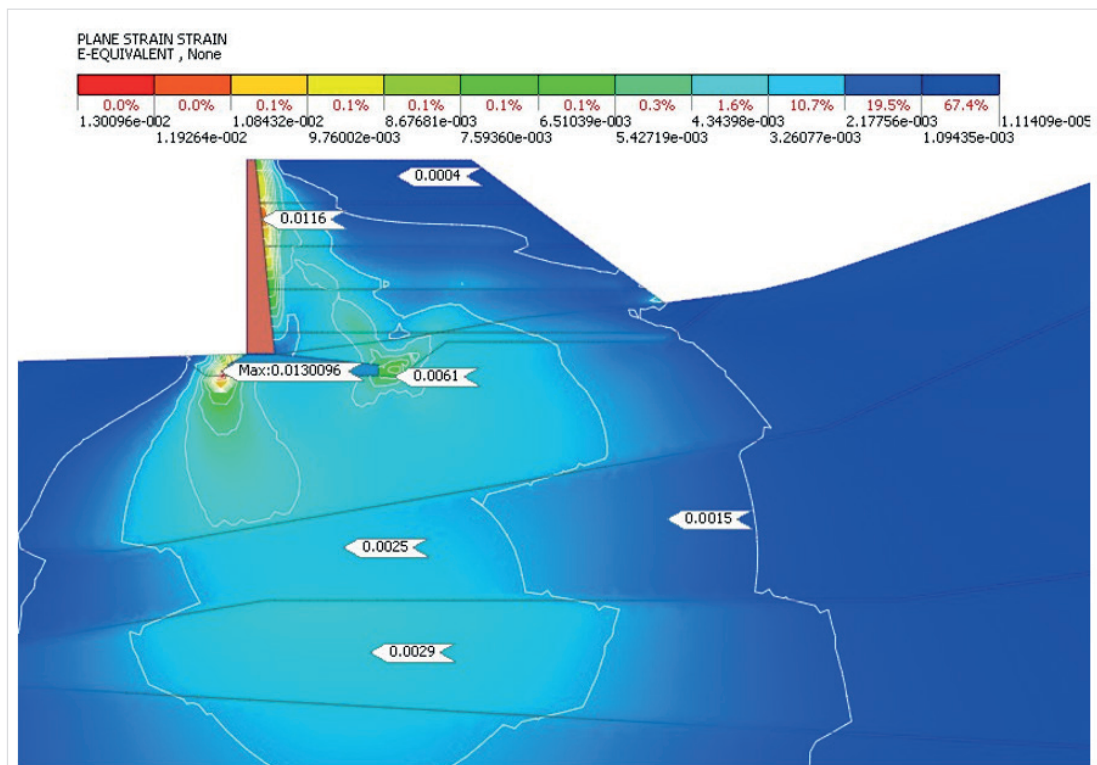 PLANE STRAIN STRAIN
E-EQUIVALENT , None
0.0% 0.0% 0.1% 0.1% 0.1% 0.1% 0.1% 0.3% 1.6% 10.7% 19.5% 67.4%
1.30096e-002 1.08432e-002 8.67681e-003 6.51039e-003 4.34398e-003 2.17756e-003 1.11409e-005
1.19264e-002 9.76002e-003 7.59360e-003 5.42719e-003 3.26077e-003 1.09435e-003
0.0004
0.0116
Max:0.0130096
0.0061
0.0015
0.0025
0.0029